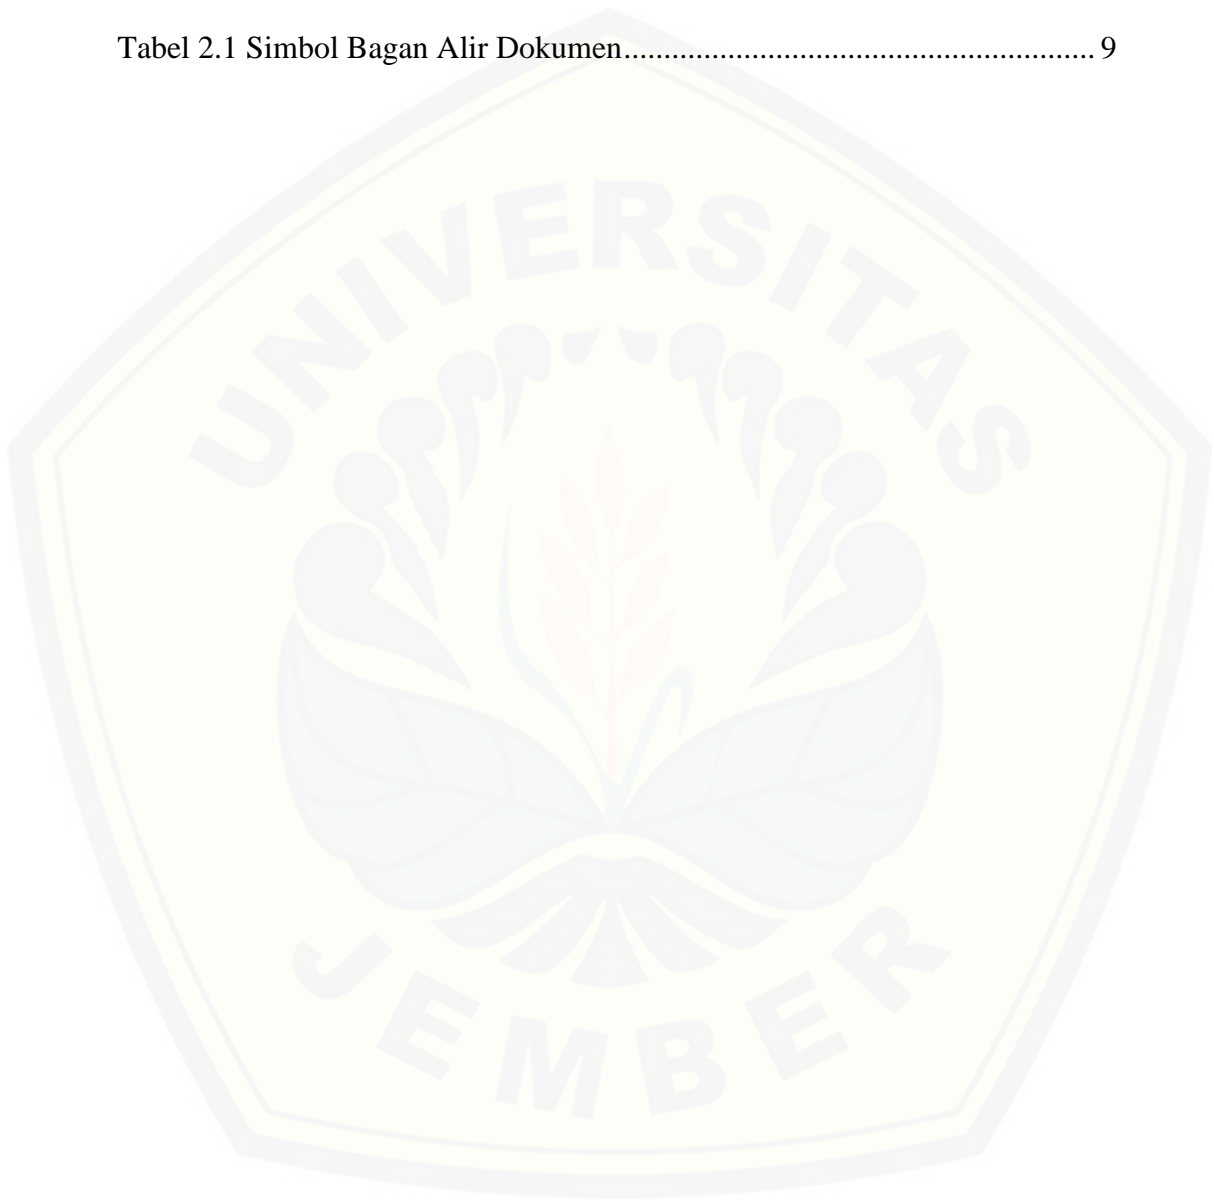 Tabel 2.1 Simbol Bagan Alir Dokumen........................................................... 9
UNIVERSITAS
JEMBER